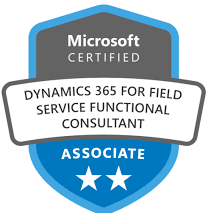 Microsoft
CERTIFIED
DYNAMICS 365 FOR FIELD
SERVICE FUNCTIONAL
CONSULTANT
ASSOCIATE